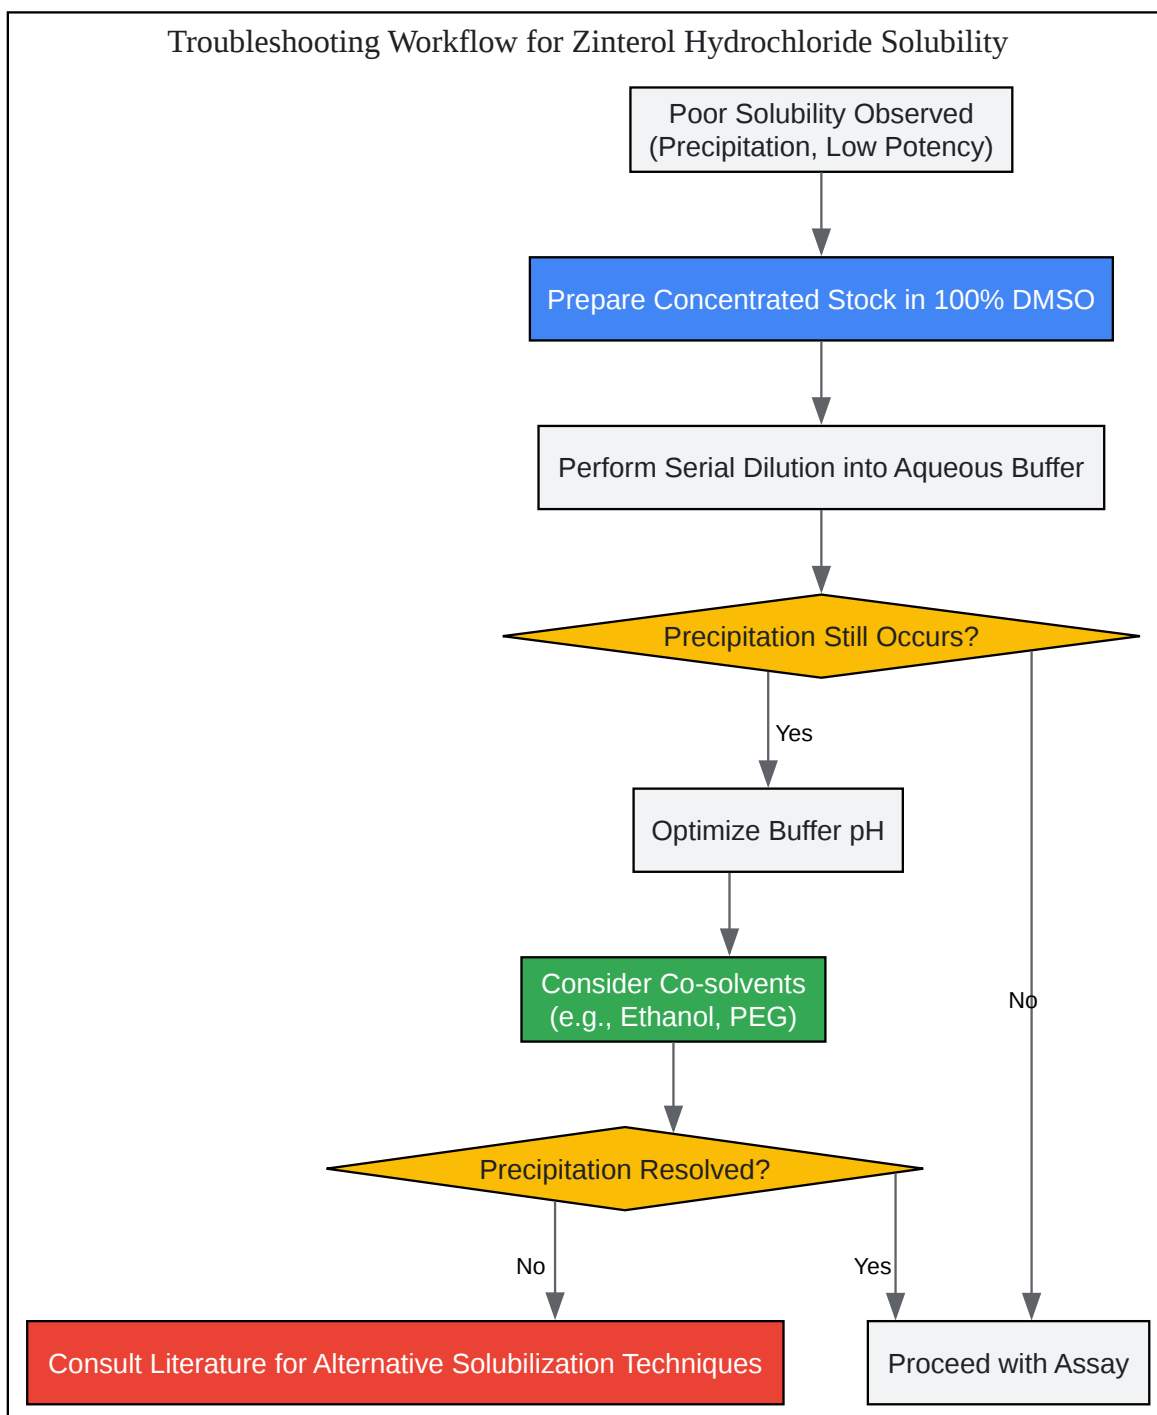 Troubleshooting Workflow for Zinterol Hydrochloride Solubility
Poor Solubility Observed
(Precipitation, Low Potency)
Prepare Concentrated Stock in 100% DMSO
Perform Serial Dilution into Aqueous Buffer
Precipitation Still Occurs?
Yes
Optimize Buffer pH
Consider Co-solvents
(e.g., Ethanol, PEG)
No
Precipitation Resolved?
No
Yes
Consult Literature for Alternative Solubilization Techniques
Proceed with Assay